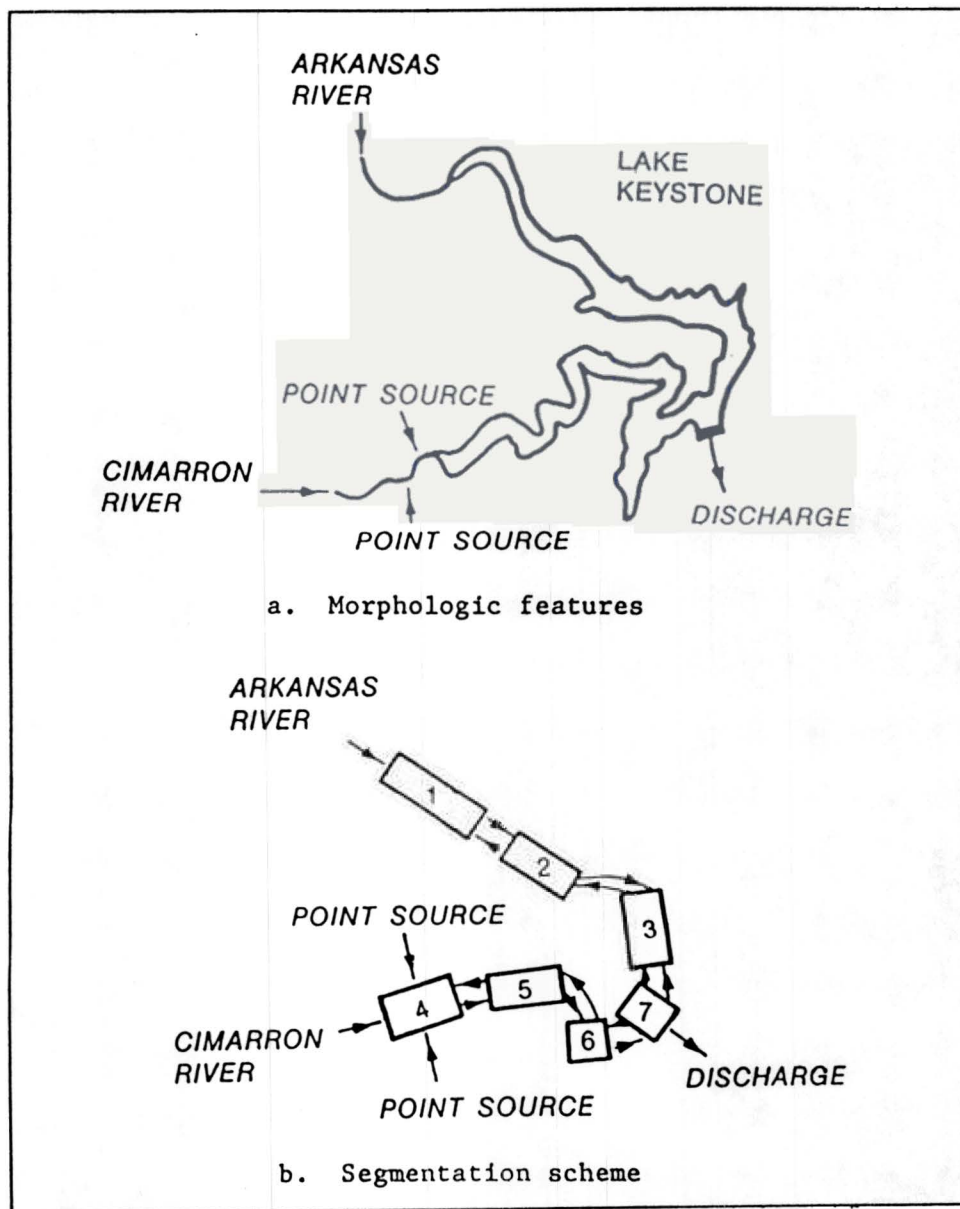 ARKANSAS
RIVER
LAKE
KEYSTONE
POINT SOURCE
CIMARRON
RIVER
POINT SOURCE
DISCHARGE
a. Morphologic features
ARKANSAS
RIVER
1
2
3
POINT SOURCE
4
5
6
7
CIMARRON
RIVER
POINT SOURCE
DISCHARGE
b. Segmentation scheme